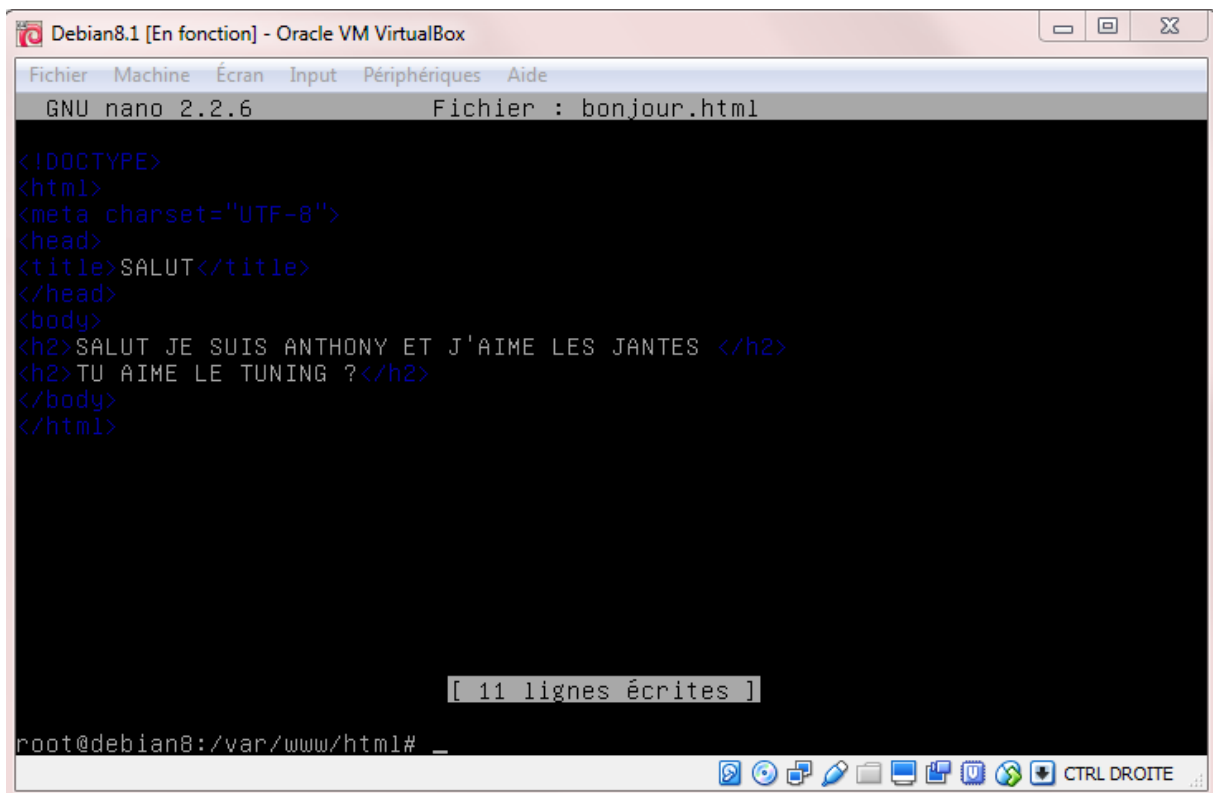 Debian8.1 [En fonction] - Oracle VM VirtualBox
Fichier Machine Écran Input Périphériques Aide
GNU nano 2.2.6 Fichier : bonjour.html
<!DOCTYPE>
<html>
<meta charset="UTF-8">
<head>
<title>SALUT</title>
</head>
<body>
<h2>SALUT JE SUIS ANTHONY ET J'AIME LES JANTES </h2>
<h2>TU AIME LE TUNING ?</h2>
</body>
</html>
[ 11 lignes écrites ]
root@debian8:/var/www/html# _
CTRL DROITE